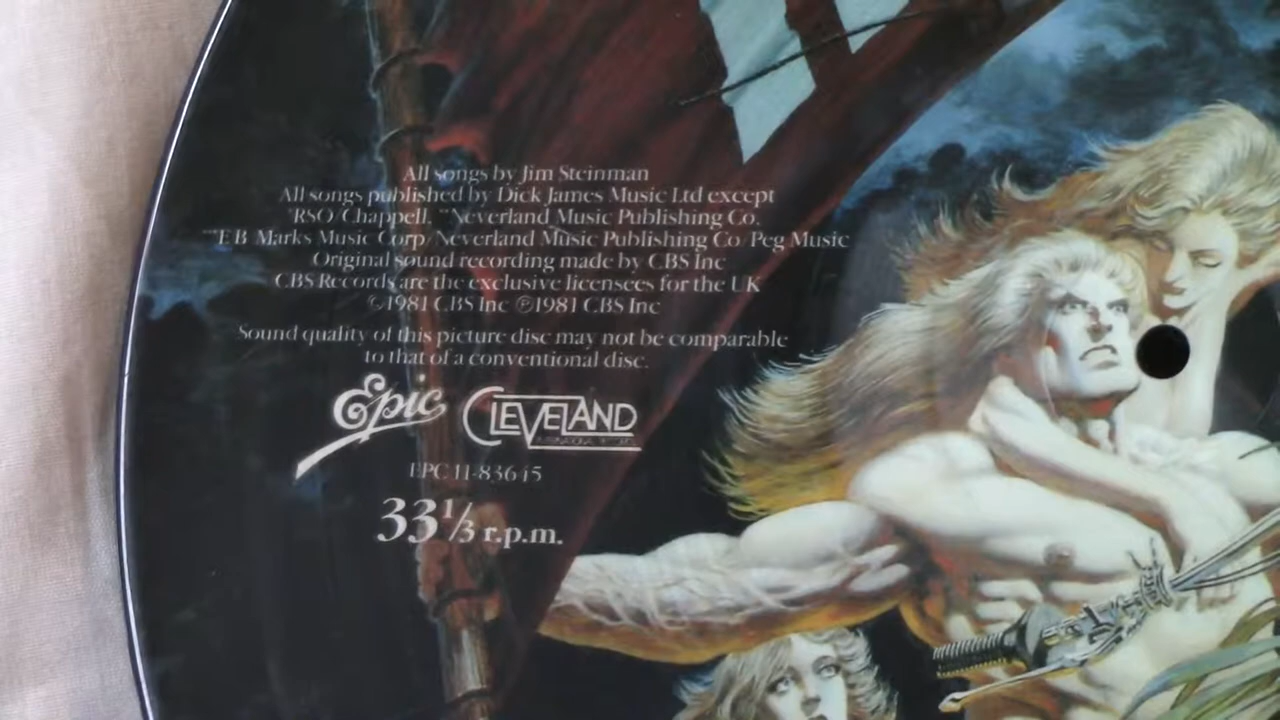 All songs by Jim Steinman
All songs published by Dick James Music Ltd except
*RSO/Chappell, **Neverland Music Publishing Co.
***E B Marks Music Corp/Neverland Music Publishing Co/Peg Music
Original sound recording made by CBS Inc
CBS Records are the exclusive licensees for the UK
©1981 CBS Inc ℗1981 CBS Inc
Sound quality of this picture disc may not be comparable
to that of a conventional disc.
Epic CLEVELAND
INTERNATIONAL RECORDS
EPC 11-83645
33⅓ r.p.m.